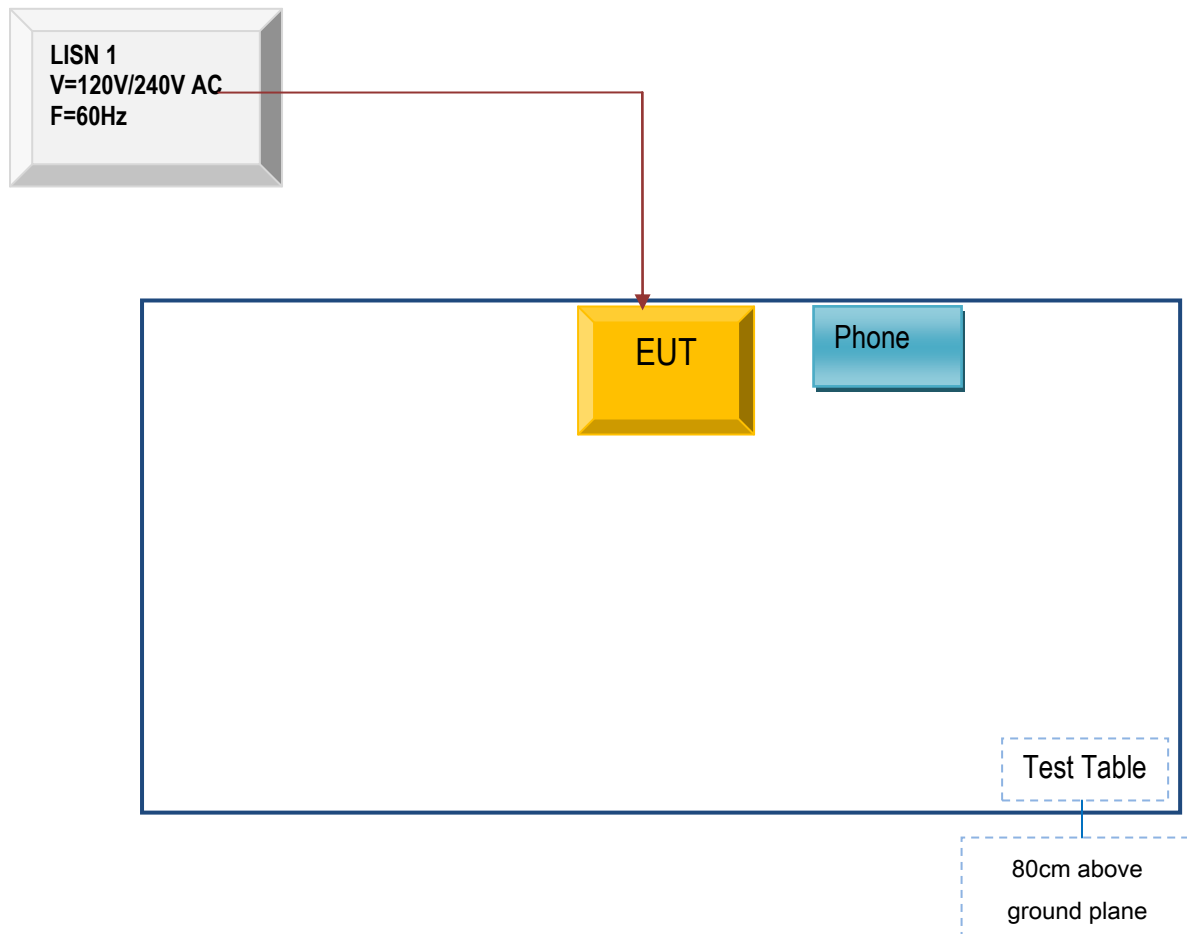 LISN 1
V=120V/240V AC
F=60Hz
EUT
Phone
Test Table
80cm above
ground plane